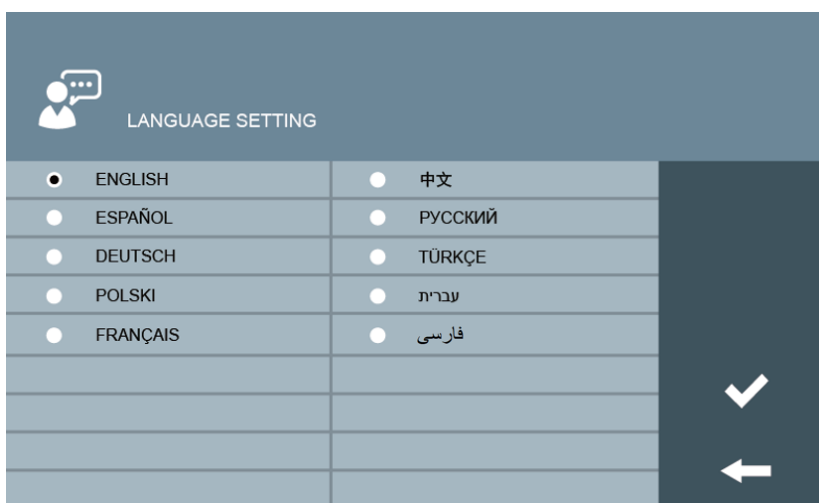 LANGUAGE SETTING
ENGLISH
中文
ESPAÑOL
РУССКИЙ
DEUTSCH
TÜRKÇE
POLSKI
עברית
FRANÇAIS
فارسی